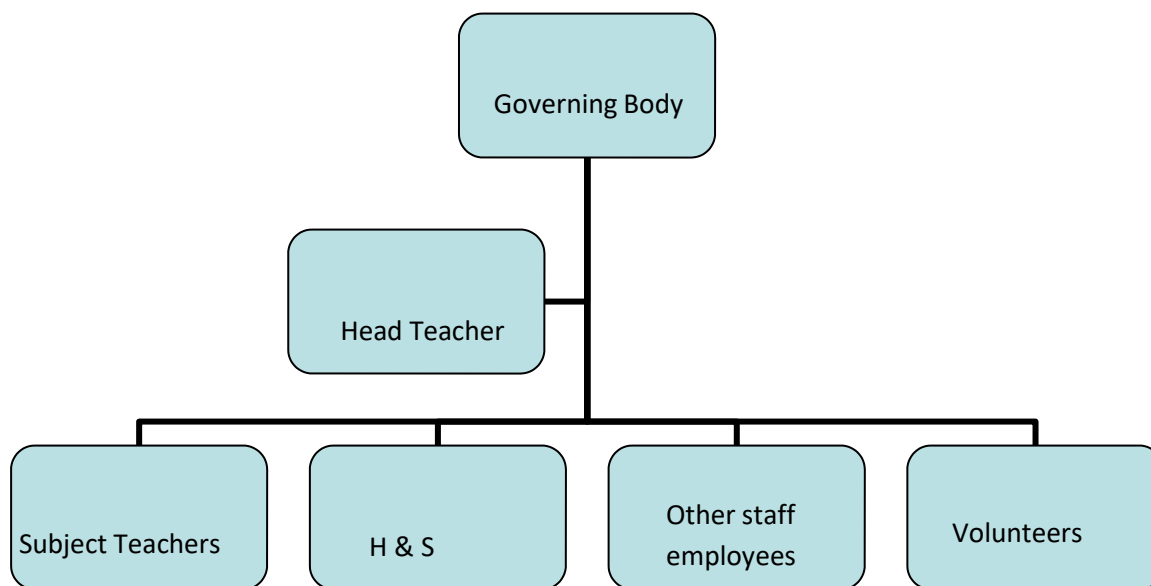 Governing Body
Head Teacher
Subject Teachers
H & S
Other staff
employees
Volunteers